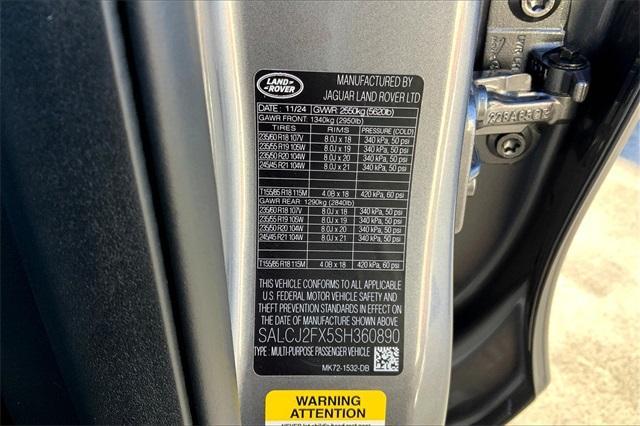 LAND ROVER
MANUFACTURED BY
JAGUAR LAND ROVER LTD
DATE : 11/24 GVWR 2550kg (5620lb)
GAWR FRONT: 1340kg (2950lb)
TIRES RIMS PRESSURE (COLD)
235/60 R18 107V 8.0J x 18 340 kPa, 50 psi
235/55 R19 105W 8.0J x 19 340 kPa, 50 psi
235/50 R20 104W 8.0J x 20 340 kPa, 50 psi
245/45 R21 104W 8.0J x 21 340 kPa, 50 psi
T155/85 R18 115M 4.0B x 18 420 kPa, 60 psi
GAWR REAR: 1290kg (2840lb)
235/60 R18 107V 8.0J x 18 340 kPa, 50 psi
235/55 R19 105W 8.0J x 19 340 kPa, 50 psi
235/50 R20 104W 8.0J x 20 340 kPa, 50 psi
245/45 R21 104W 8.0J x 21 340 kPa, 50 psi
T155/85 R18 115M 4.0B x 18 420 kPa, 60 psi
THIS VEHICLE CONFORMS TO ALL APPLICABLE
U.S. FEDERAL MOTOR VEHICLE SAFETY AND
THEFT PREVENTION STANDARDS IN EFFECT ON
THE DATE OF MANUFACTURE SHOWN ABOVE
SALCJ2FX5SH360890
TYPE : MULTI-PURPOSE PASSENGER VEHICLE
MK72-1532-DB
WARNING
ATTENTION